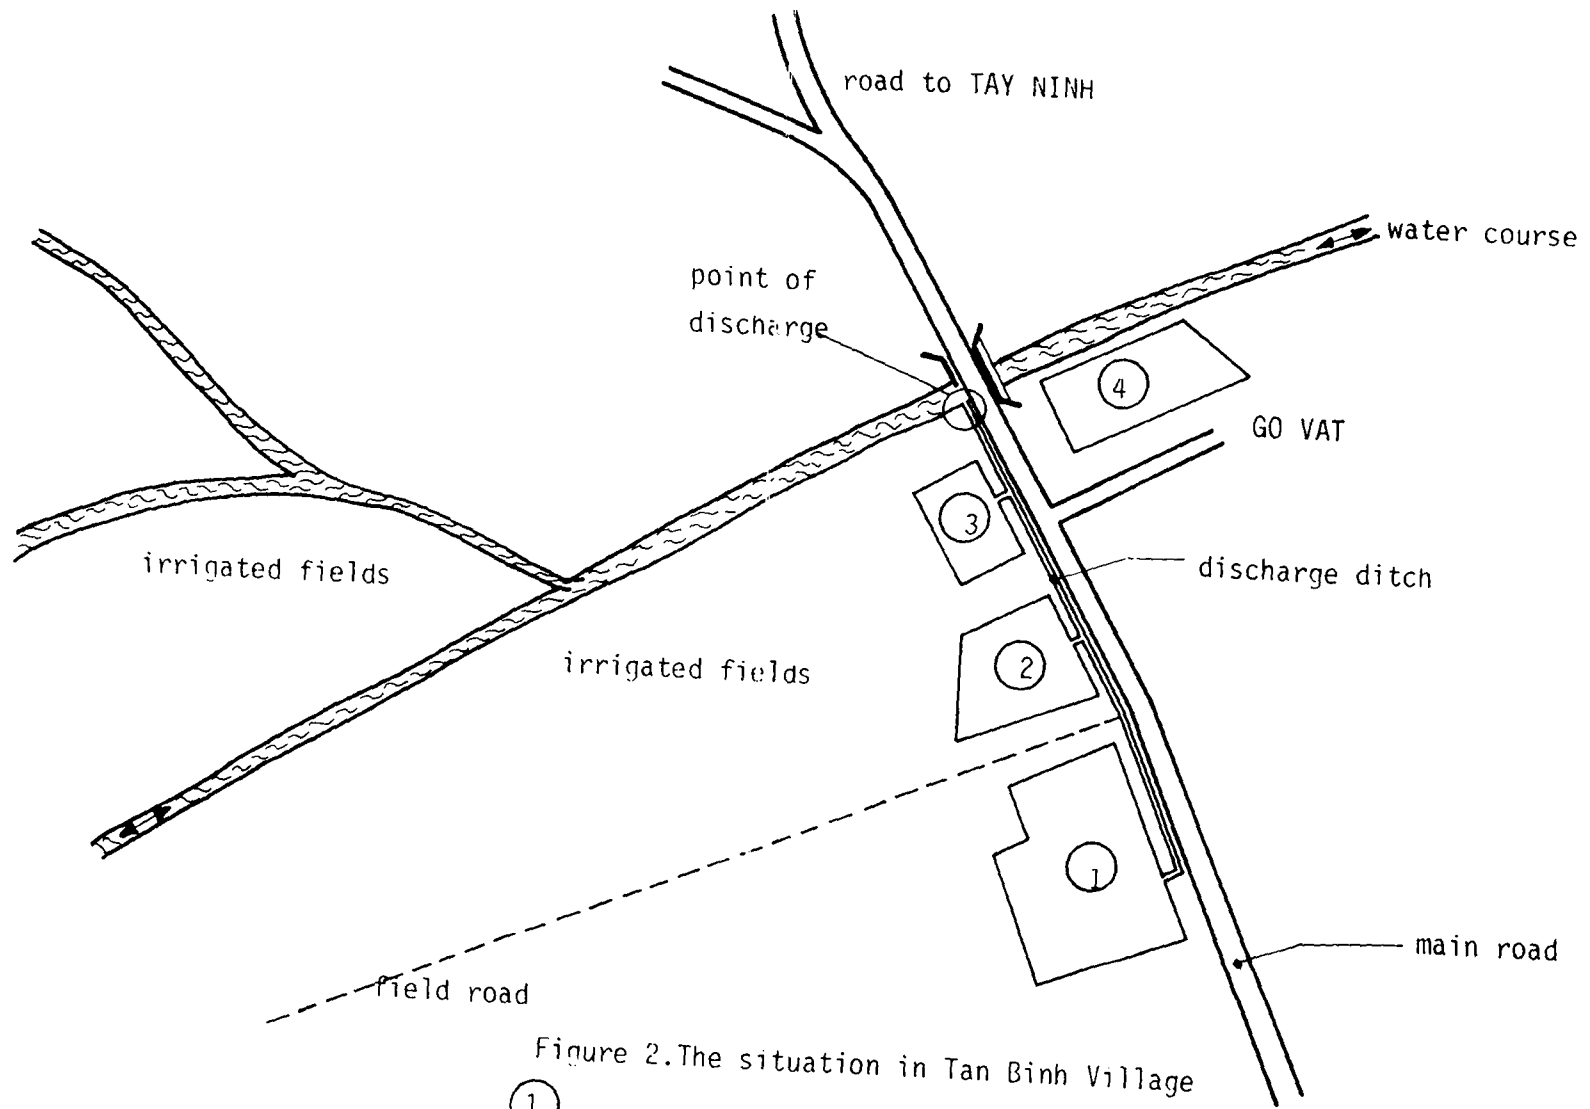 road to TAY NINH
water course
point of
discharge
4
GO VAT
3
discharge ditch
irrigated fields
2
irrigated fields
1
main road
field road
Figure 2.The situation in Tan Binh Village
1